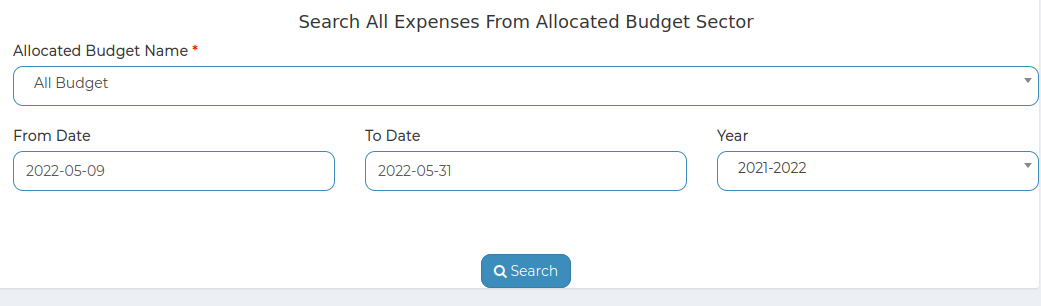 Search All Expenses From Allocated Budget Sector
Allocated Budget Name *
All Budget
From Date To Date Year
2022-05-09 2022-05-31 2021-2022
Search